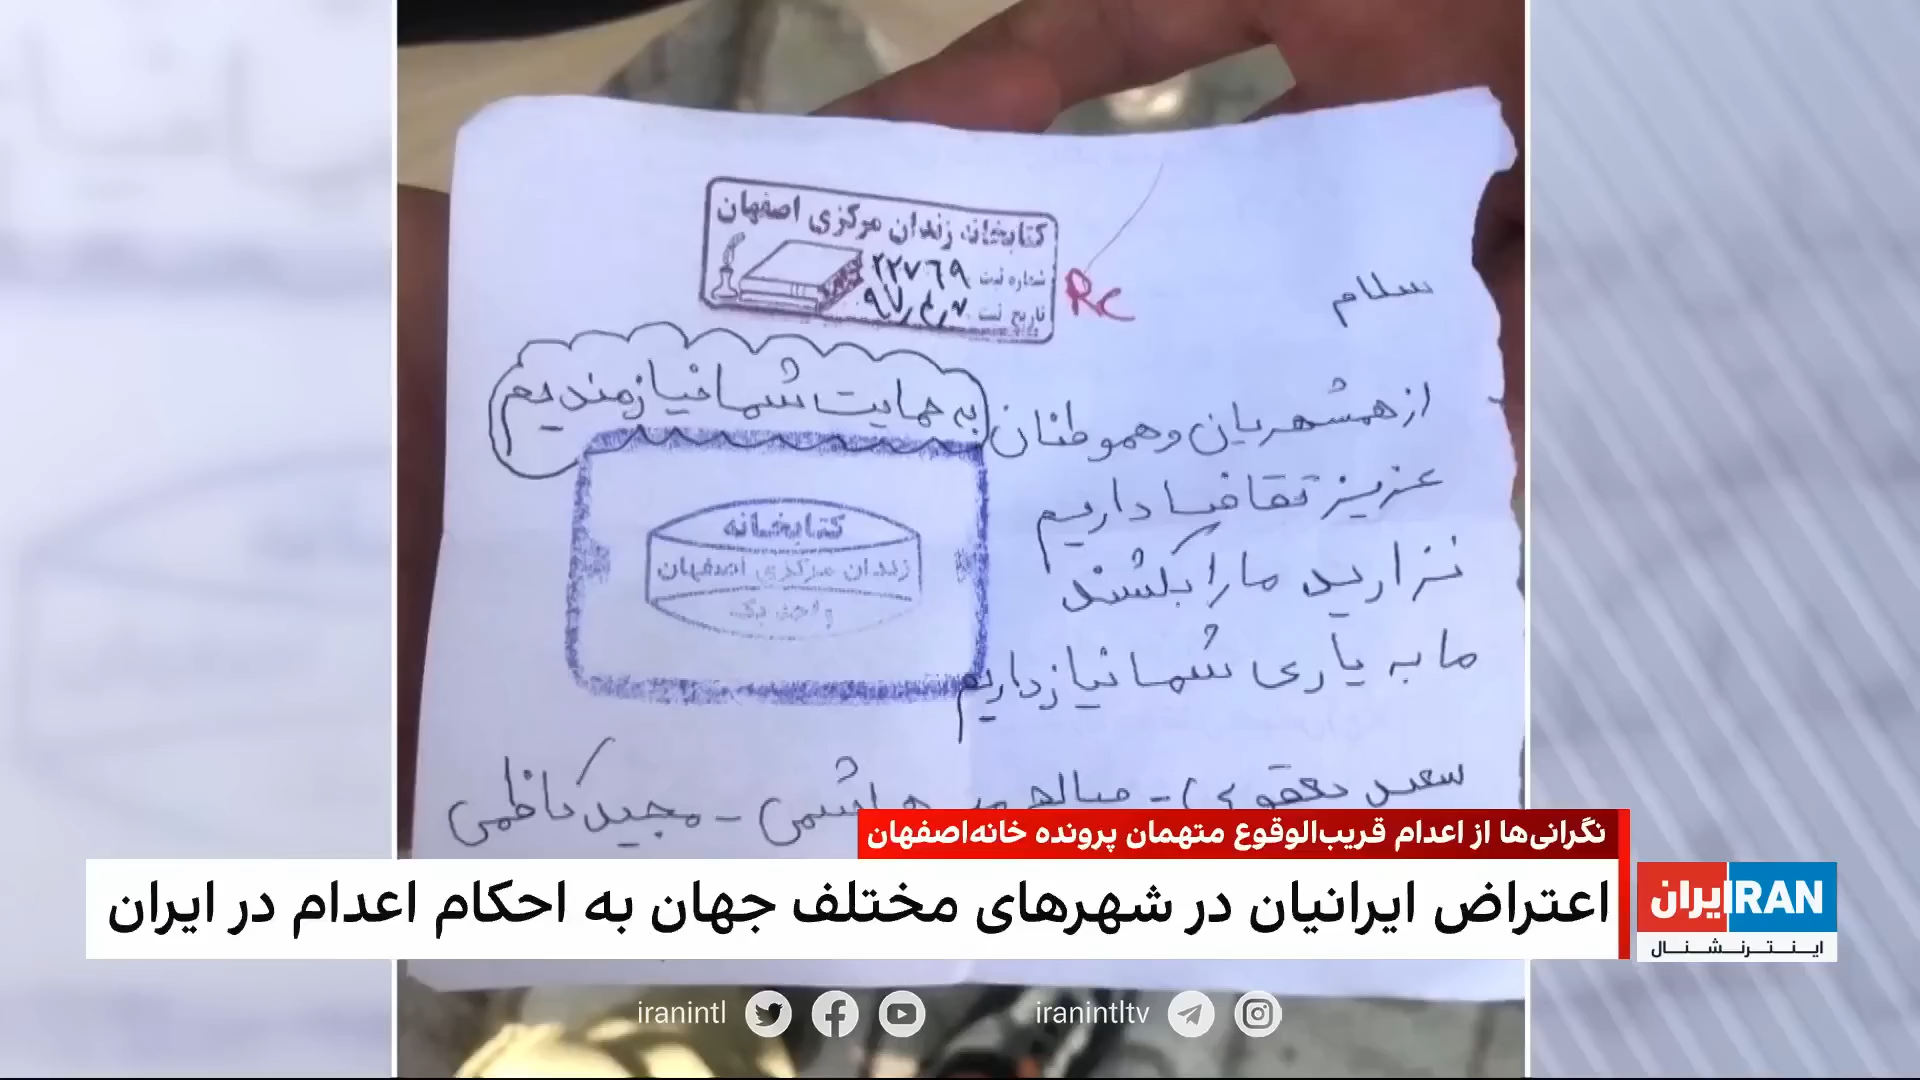 کتابخانه زندان مرکزی اصفهان
شماره ثبت ۲۲۷۶۹
تاریخ ثبت
RC
سلام
از همشهریان و هموطنان
به حمایت شما نیازمندیم
عزیز تقاضا داریم
نزارید ما را بکشند
ما به یاری شما نیاز داریم
کتابخانه
زندان مرکزی اصفهان
واحد یک
سعید یعقوبی - صالح میرهاشمی - مجید کاظمی
نگرانی‌ها از اعدام قریب‌الوقوع متهمان پرونده خانه‌اصفهان
اعتراض ایرانیان در شهرهای مختلف جهان به احکام اعدام در ایران
ایران IRAN
اینترنشنال
iranintl
iranintltv